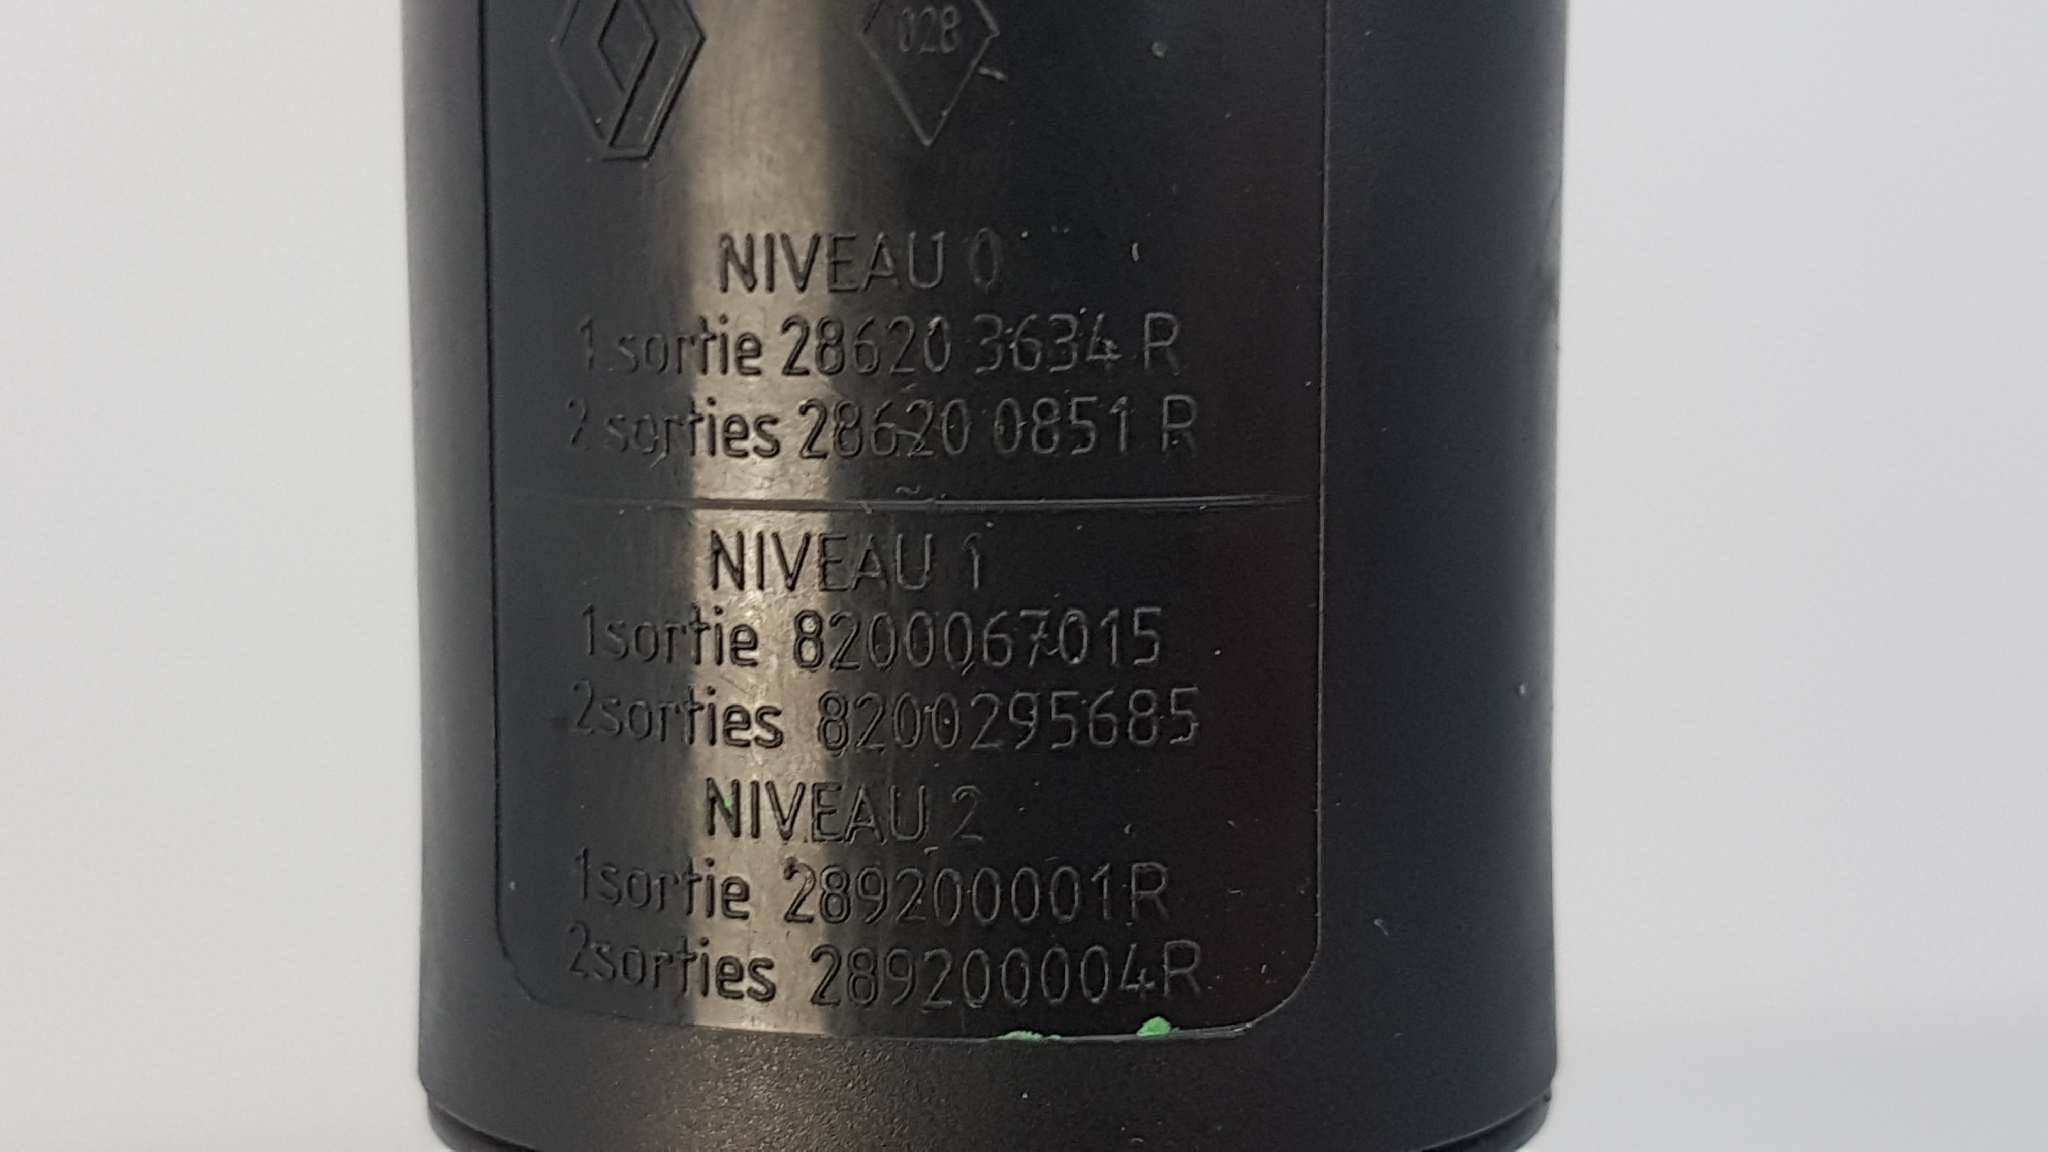 028
NIVEAU 0
1 sortie 28620 3634 R
2 sorties 28620 0851 R
NIVEAU 1
1sortie 8200067015
2sorties 8200295685
NIVEAU 2
1sortie 289200001R
2sorties 289200004R